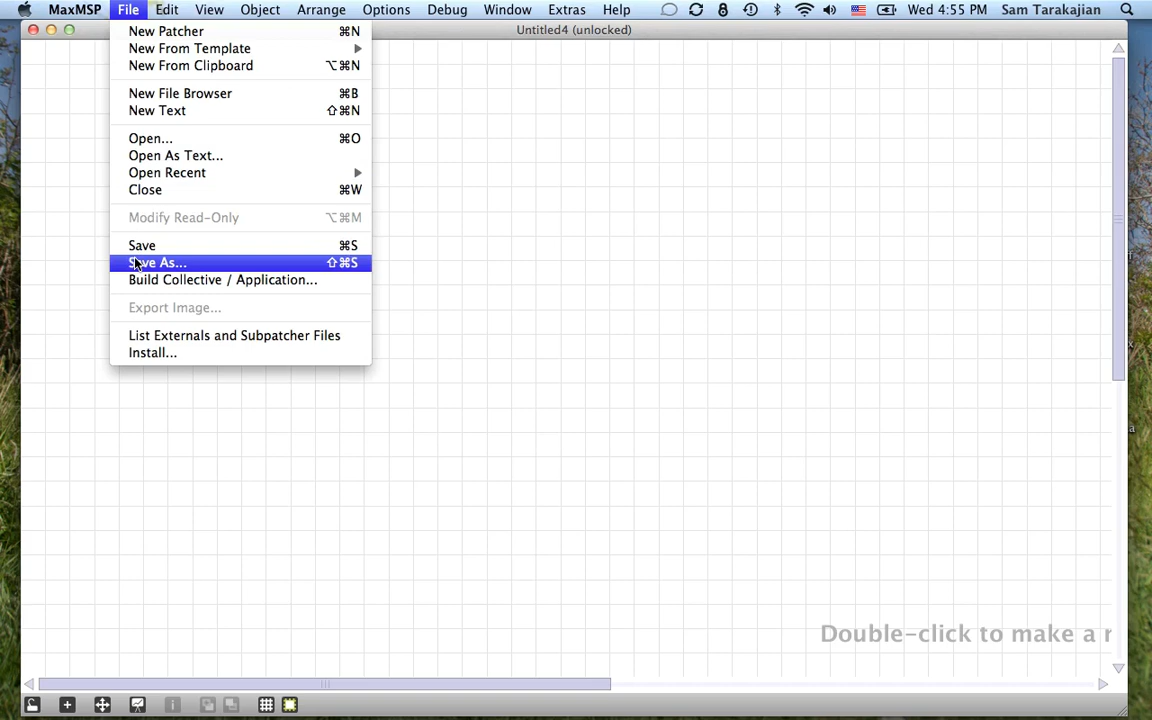 MaxMSP File Edit View Object Arrange Options Debug Window Extras Help Wed 4:55 PM Sam Tarakajian
Untitled4 (unlocked)
New Patcher ⌘N
New From Template ▶
New From Clipboard ⌥⌘N
New File Browser ⌘B
New Text ⇧⌘N
Open... ⌘O
Open As Text...
Open Recent ▶
Close ⌘W
Modify Read-Only ⌥⌘M
Save ⌘S
Save As... ⇧⌘S
Build Collective / Application...
Export Image...
List Externals and Subpatcher Files
Install...
Double-click to make a